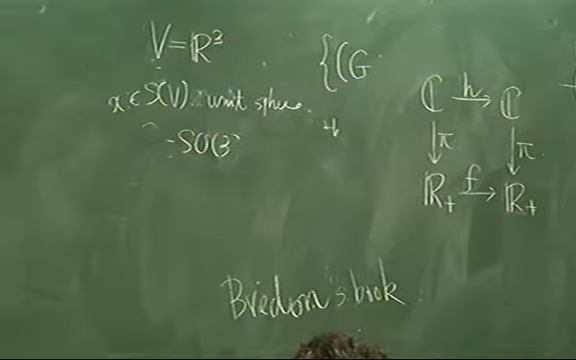 V = ℝ³
x ∈ S(V) : unit sphere.
~SO(3)
{(G
ℂ →h ℂ
↓π ↓π
ℝ₊ →f ℝ₊
Bredon's book